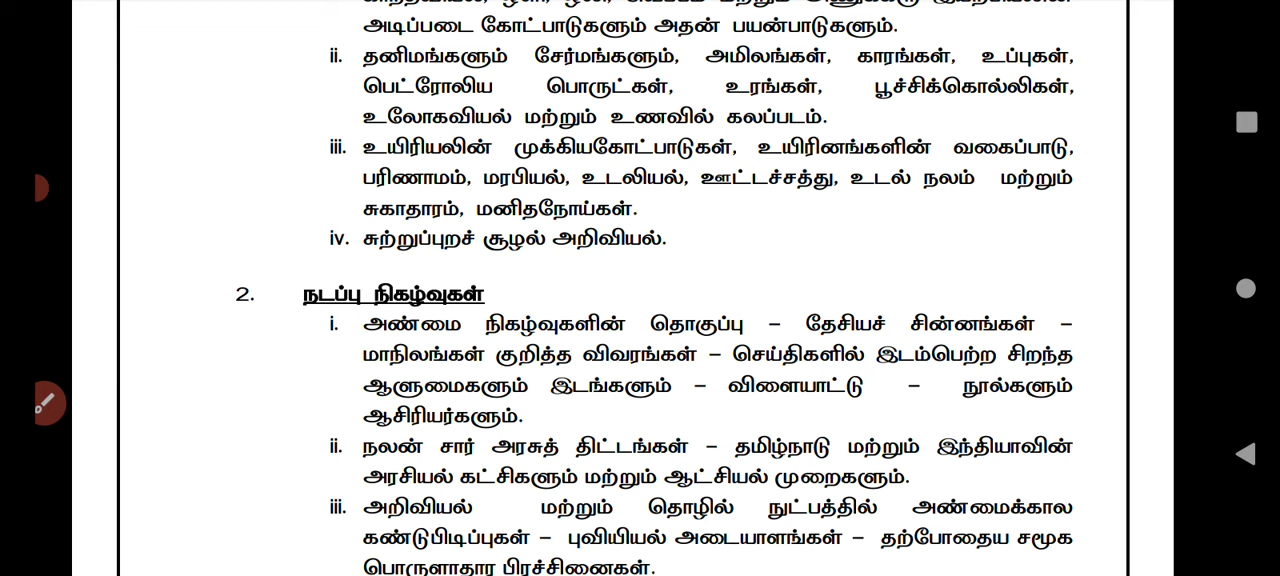 அடிப்படை கோட்பாடுகளும் அதன் பயன்பாடுகளும்.
ii. தனிமங்களும் சேர்மங்களும், அமிலங்கள், காரங்கள், உப்புகள்,
பெட்ரோலிய பொருட்கள், உரங்கள், பூச்சிக்கொல்லிகள்,
உலோகவியல் மற்றும் உணவில் கலப்படம்.
iii. உயிரியலின் முக்கியகோட்பாடுகள், உயிரினங்களின் வகைப்பாடு,
பரிணாமம், மரபியல், உடலியல், ஊட்டச்சத்து, உடல் நலம் மற்றும்
சுகாதாரம், மனிதநோய்கள்.
iv. சுற்றுப்புறச் சூழல் அறிவியல்.
2. நடப்பு நிகழ்வுகள்
i. அண்மை நிகழ்வுகளின் தொகுப்பு – தேசியச் சின்னங்கள் –
மாநிலங்கள் குறித்த விவரங்கள் – செய்திகளில் இடம்பெற்ற சிறந்த
ஆளுமைகளும் இடங்களும் – விளையாட்டு – நூல்களும்
ஆசிரியர்களும்.
ii. நலன் சார் அரசுத் திட்டங்கள் – தமிழ்நாடு மற்றும் இந்தியாவின்
அரசியல் கட்சிகளும் மற்றும் ஆட்சியல் முறைகளும்.
iii. அறிவியல் மற்றும் தொழில் நுட்பத்தில் அண்மைக்கால
கண்டுபிடிப்புகள் – புவியியல் அடையாளங்கள் – தற்போதைய சமூக
பொருளாதார பிரச்சினைகள்.